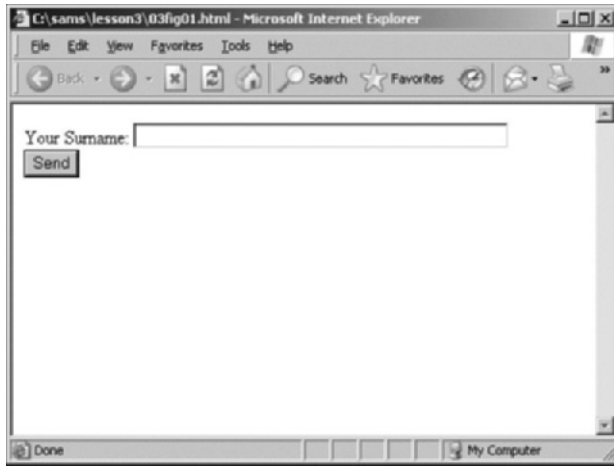 C:\sams\lesson3\03fig01.html - Microsoft Internet Explorer
File Edit View Favorites Tools Help
Back Search Favorites »
Your Surname:
Send
Done My Computer